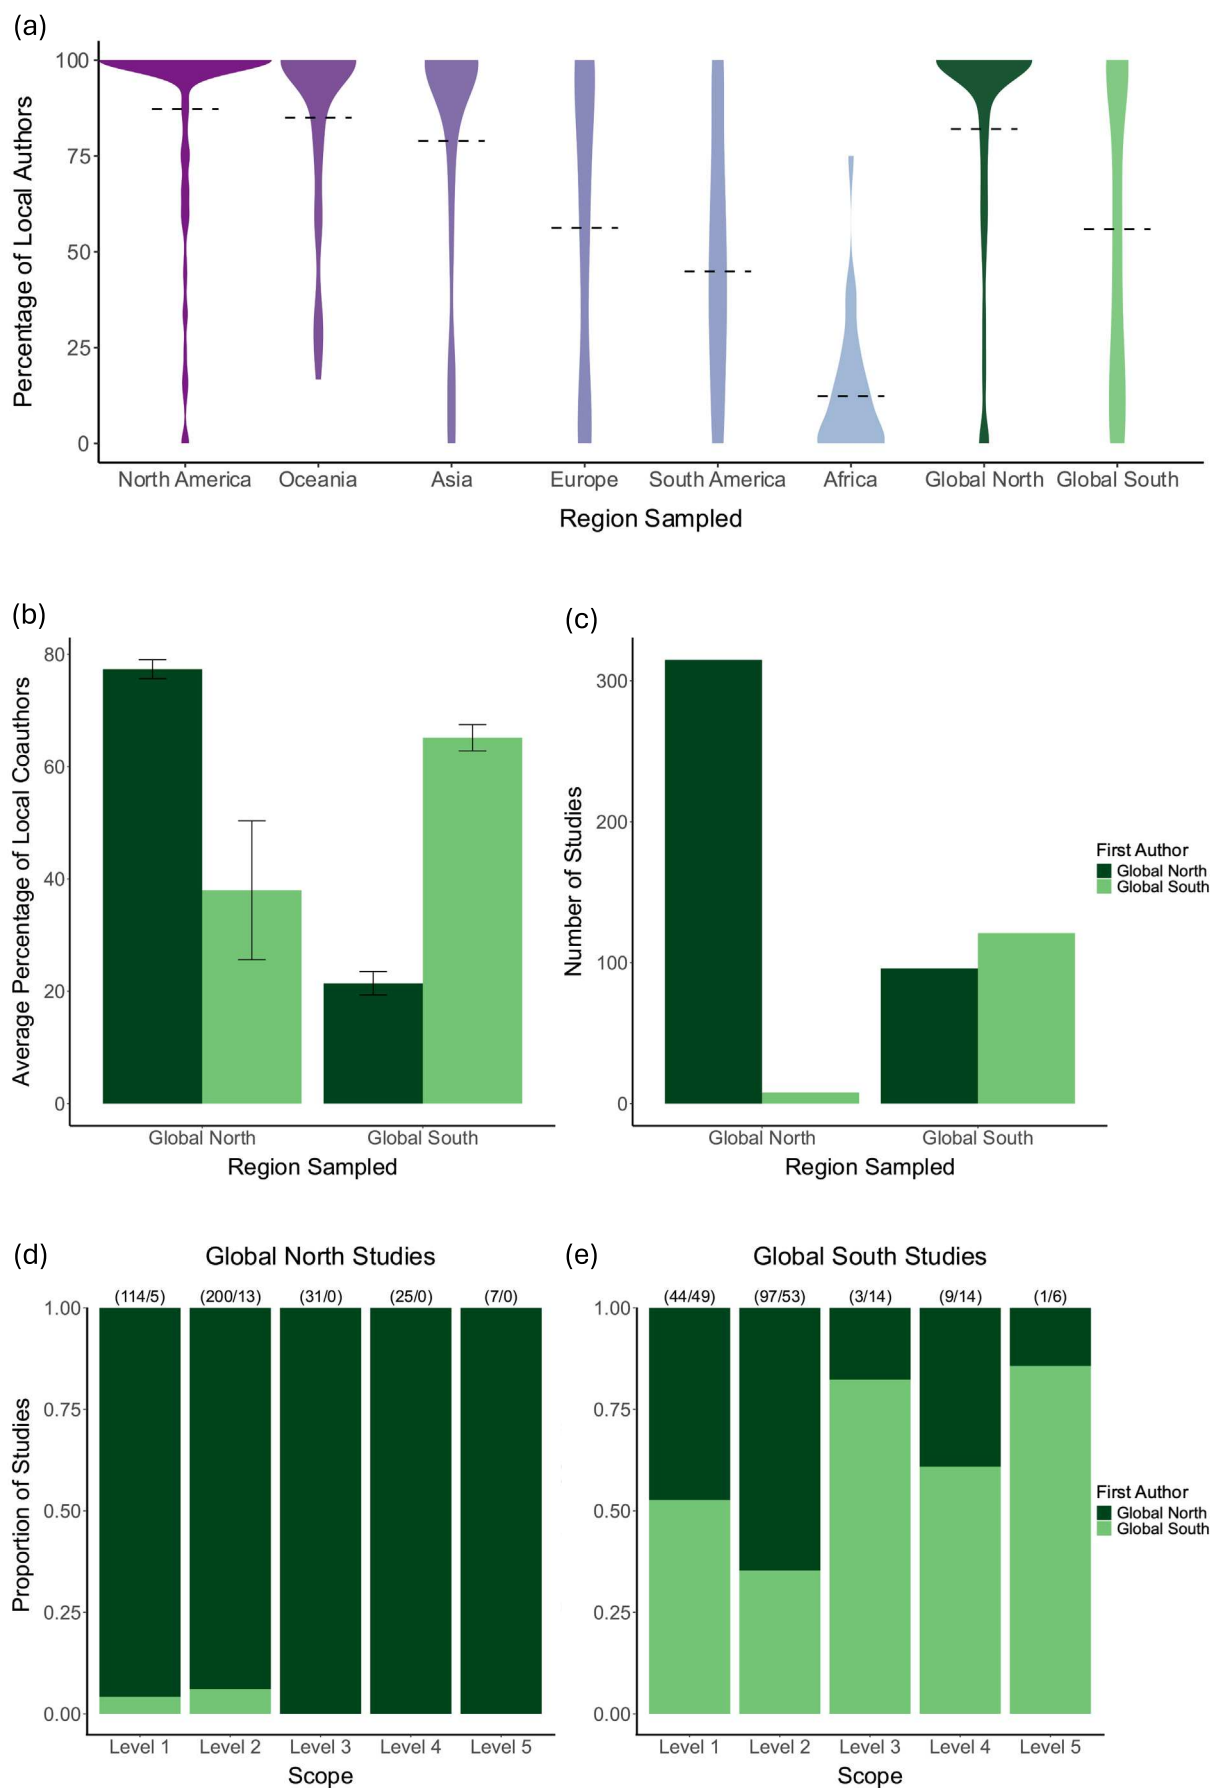 (a)
Percentage of Local Authors
100
75
50
25
0
North America Oceania Asia Europe South America Africa Global North Global South
Region Sampled
(b)
Average Percentage of Local Coauthors
80
60
40
20
0
Global North Global South
Region Sampled
(c)
Number of Studies
300
200
100
0
Global North Global South
Region Sampled
First Author
Global North
Global South
(d)
Global North Studies
(114/5) (200/13) (31/0) (25/0) (7/0)
Proportion of Studies
1.00
0.75
0.50
0.25
0.00
Level 1 Level 2 Level 3 Level 4 Level 5
Scope
(e)
Global South Studies
(44/49) (97/53) (3/14) (9/14) (1/6)
1.00
0.75
0.50
0.25
0.00
Level 1 Level 2 Level 3 Level 4 Level 5
Scope
First Author
Global North
Global South